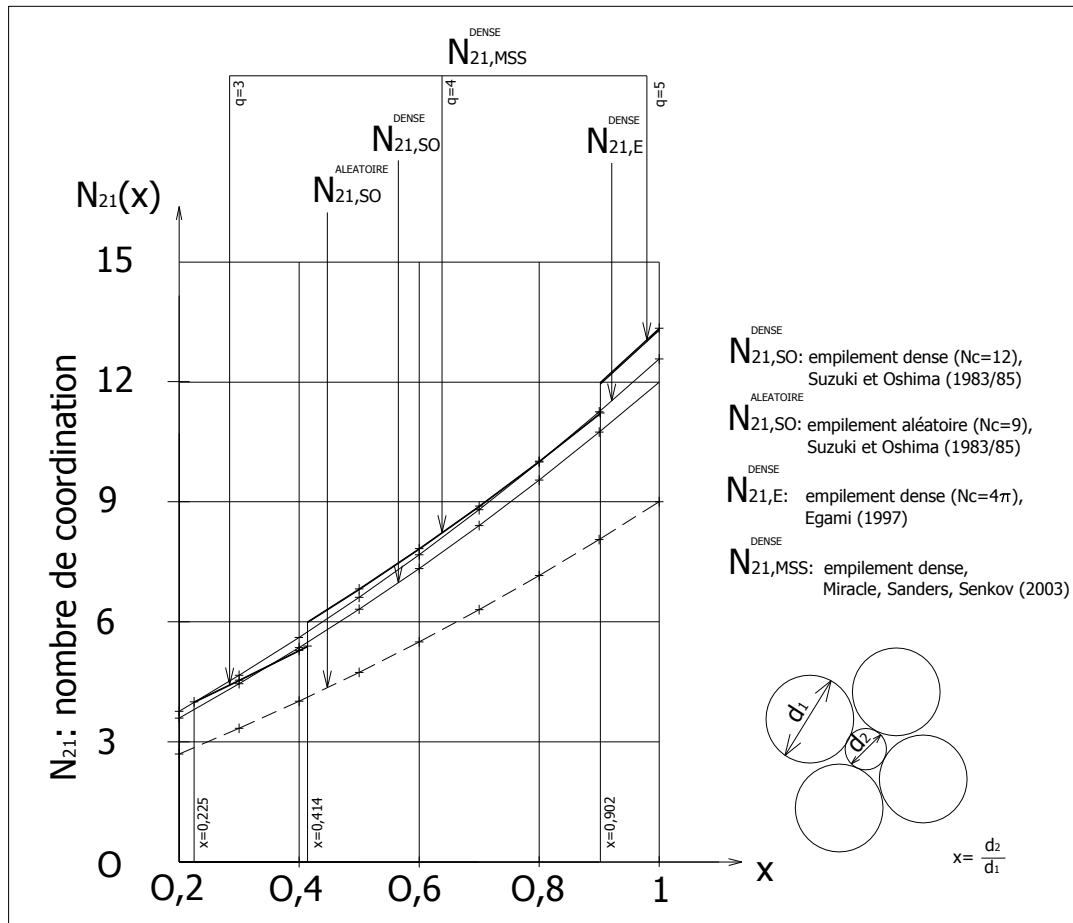 DENSE
N21,MSS
q=3
q=4
q=5
DENSE
N21,SO
DENSE
N21,E
ALEATOIRE
N21,SO
N21(x)
15
12
9
6
3
O
N21: nombre de coordination
x=0,225
x=0,414
x=0,902
O,2
O,4
O,6
O,8
1
x
DENSE
N21,SO: empilement dense (Nc=12),
Suzuki et Oshima (1983/85)
ALEATOIRE
N21,SO: empilement aléatoire (Nc=9),
Suzuki et Oshima (1983/85)
DENSE
N21,E: empilement dense (Nc=4π),
Egami (1997)
DENSE
N21,MSS: empilement dense,
Miracle, Sanders, Senkov (2003)
d1
d2
x= d2
d1